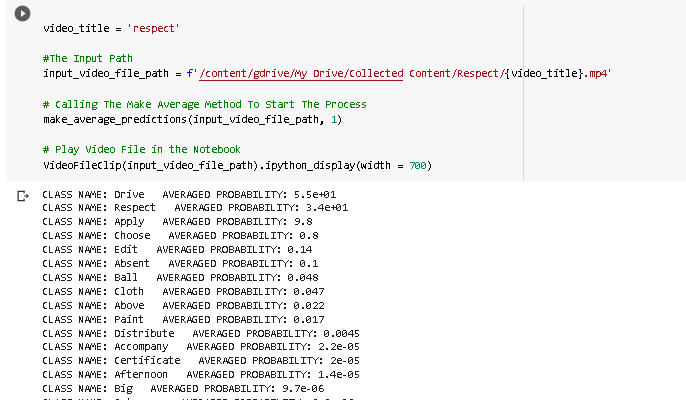 video_title = 'respect'
#The Input Path
input_video_file_path = f'/content/gdrive/My Drive/Collected Content/Respect/{video_title}.mp4'
# Calling The Make Average Method To Start The Process
make_average_predictions(input_video_file_path, 1)
# Play Video File in the Notebook
VideoFileClip(input_video_file_path).ipython_display(width = 700)
CLASS NAME: Drive   AVERAGED PROBABILITY: 5.5e+01
CLASS NAME: Respect   AVERAGED PROBABILITY: 3.4e+01
CLASS NAME: Apply   AVERAGED PROBABILITY: 9.8
CLASS NAME: Choose   AVERAGED PROBABILITY: 0.8
CLASS NAME: Edit   AVERAGED PROBABILITY: 0.14
CLASS NAME: Absent   AVERAGED PROBABILITY: 0.1
CLASS NAME: Ball   AVERAGED PROBABILITY: 0.048
CLASS NAME: Cloth   AVERAGED PROBABILITY: 0.047
CLASS NAME: Above   AVERAGED PROBABILITY: 0.022
CLASS NAME: Paint   AVERAGED PROBABILITY: 0.017
CLASS NAME: Distribute   AVERAGED PROBABILITY: 0.0045
CLASS NAME: Accompany   AVERAGED PROBABILITY: 2.2e-05
CLASS NAME: Certificate   AVERAGED PROBABILITY: 2e-05
CLASS NAME: Afternoon   AVERAGED PROBABILITY: 1.4e-05
CLASS NAME: Big   AVERAGED PROBABILITY: 9.7e-06